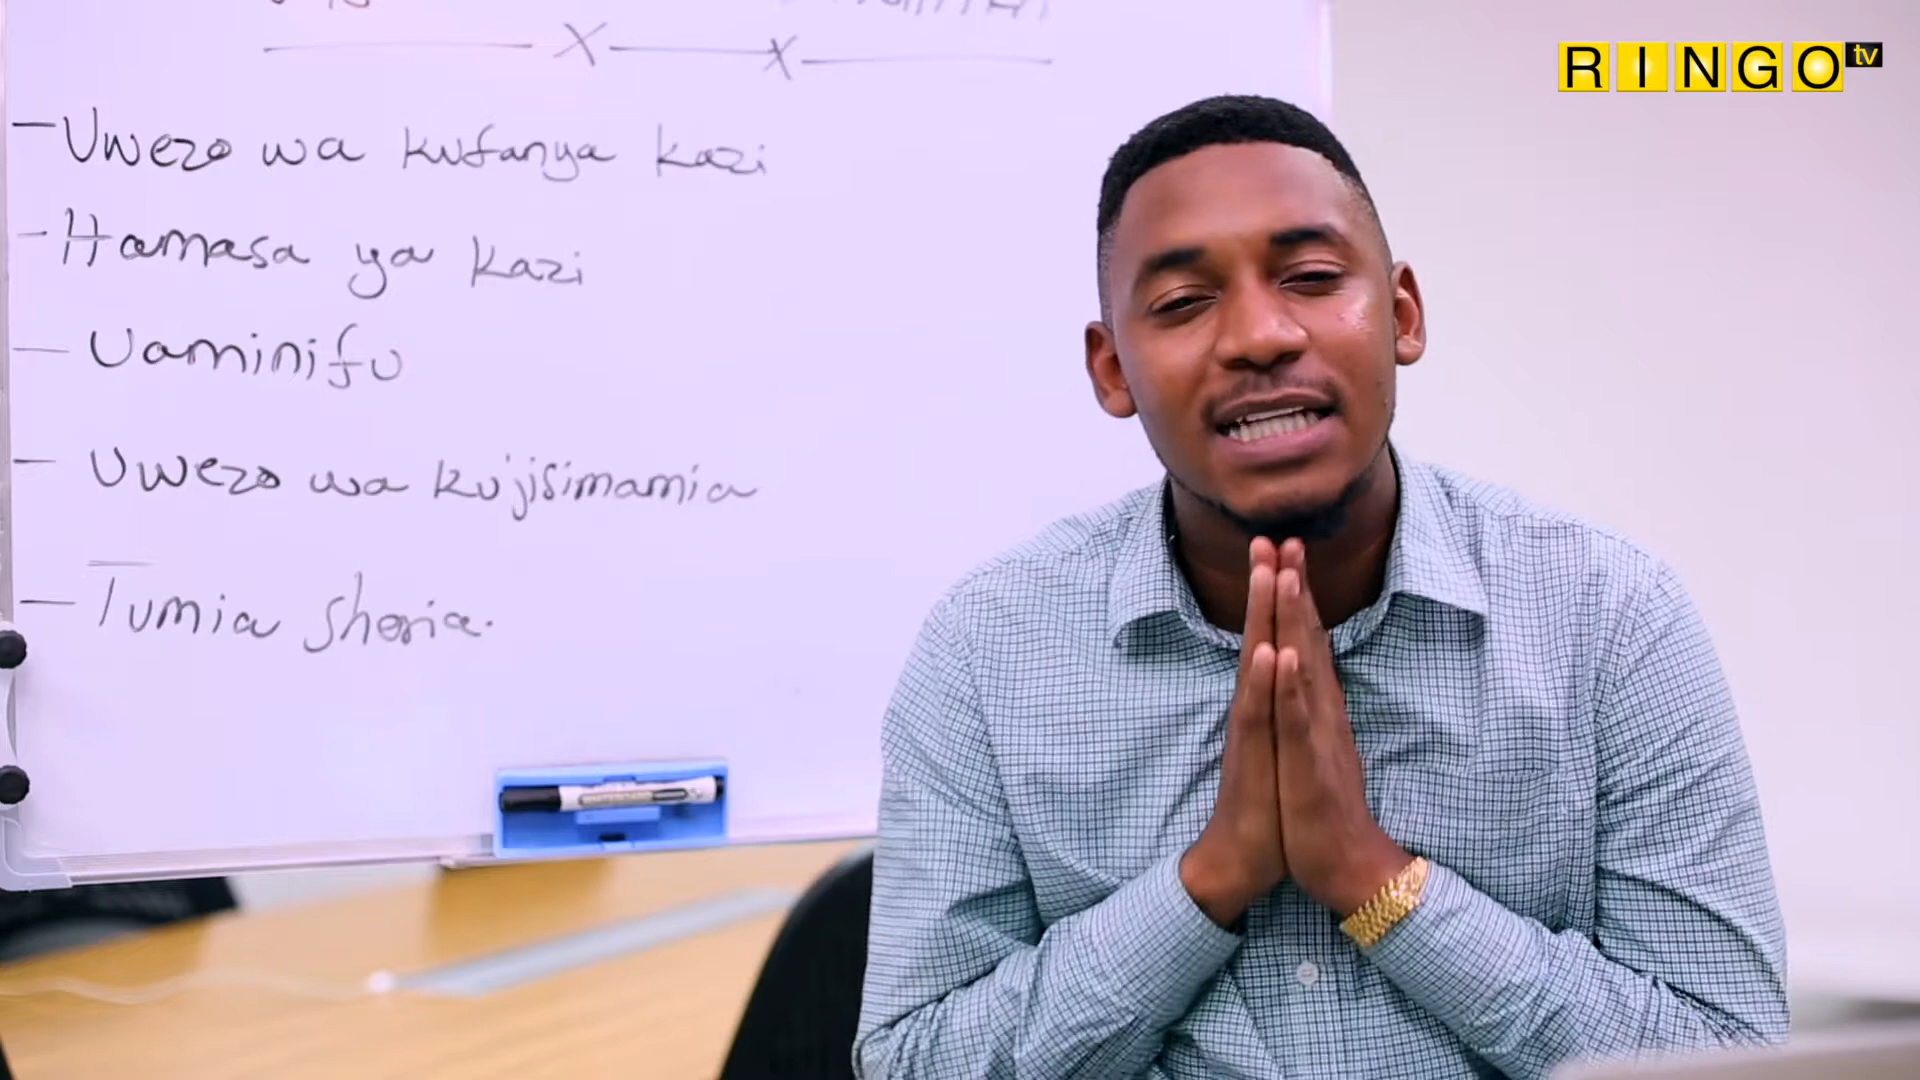 RINGO tv
- Uwezo wa kufanya kazi
- Hamasa ya kazi
- Uaminifu
- Uwezo wa kujisimamia
- Tumia sheria.